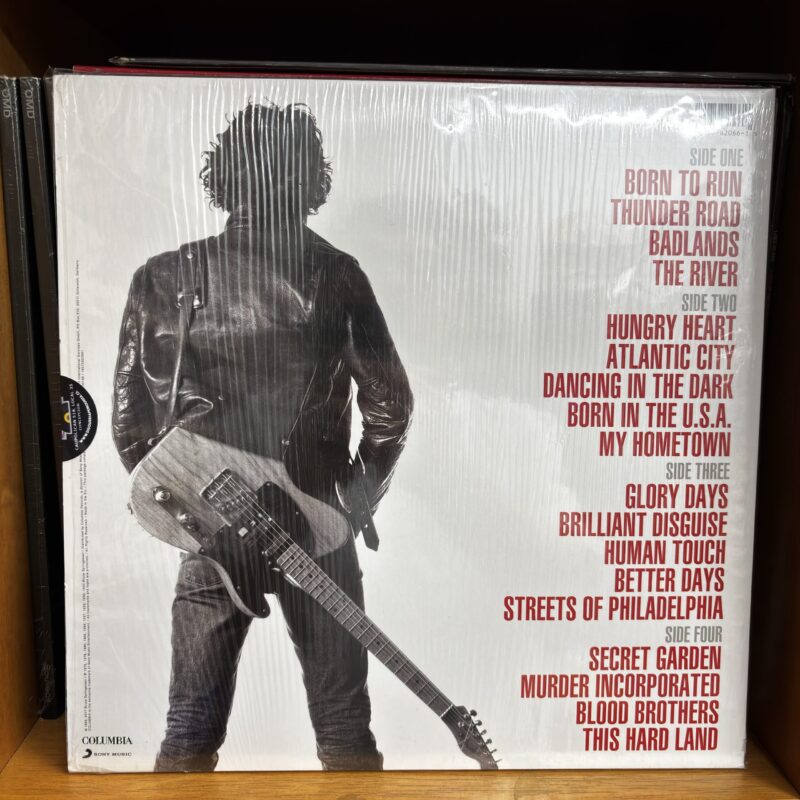 SIDE ONE
BORN TO RUN
THUNDER ROAD
BADLANDS
THE RIVER
SIDE TWO
HUNGRY HEART
ATLANTIC CITY
DANCING IN THE DARK
BORN IN THE U.S.A.
MY HOMETOWN
SIDE THREE
GLORY DAYS
BRILLIANT DISGUISE
HUMAN TOUCH
BETTER DAYS
STREETS OF PHILADELPHIA
SIDE FOUR
SECRET GARDEN
MURDER INCORPORATED
BLOOD BROTHERS
THIS HARD LAND
COLUMBIA
SONY MUSIC
OMD
OMD